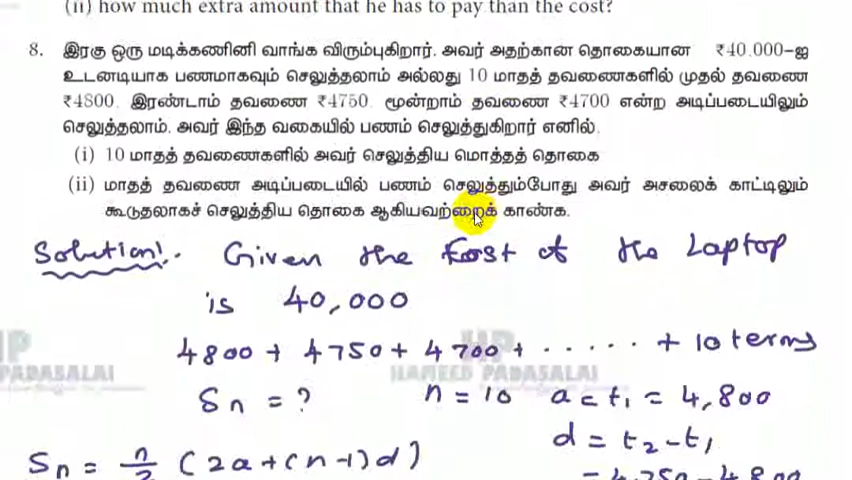 (ii) how much extra amount that he has to pay than the cost?
8. இரகு ஒரு மடிக்கணினி வாங்க விரும்புகிறார். அவர் அதற்கான தொகையான ₹40.000-ஐ
உடனடியாக பணமாகவும் செலுத்தலாம் அல்லது 10 மாதத் தவணைகளில் முதல் தவணை
₹4800. இரண்டாம் தவணை ₹4750. மூன்றாம் தவணை ₹4700 என்ற அடிப்படையிலும்
செலுத்தலாம். அவர் இந்த வகையில் பணம் செலுத்துகிறார் எனில்.
(i) 10 மாதத் தவணைகளில் அவர் செலுத்திய மொத்தத் தொகை
(ii) மாதத் தவணை அடிப்படையில் பணம் செலுத்தும்போது அவர் அசலைக் காட்டிலும்
கூடுதலாகச் செலுத்திய தொகை ஆகியவற்றைக் காண்க.
Solution:. Given the Cost of the Laptop
is 40,000
4800 + 4750 + 4700 + ..... + 10 terms
HP
PADASALAI
HAMEED PADASALAI
Sn = ? n = 10 a = t1 = 4,800
d = t2 - t1
Sn = n/2 (2a + (n-1)d)
= 4,750 - 4800